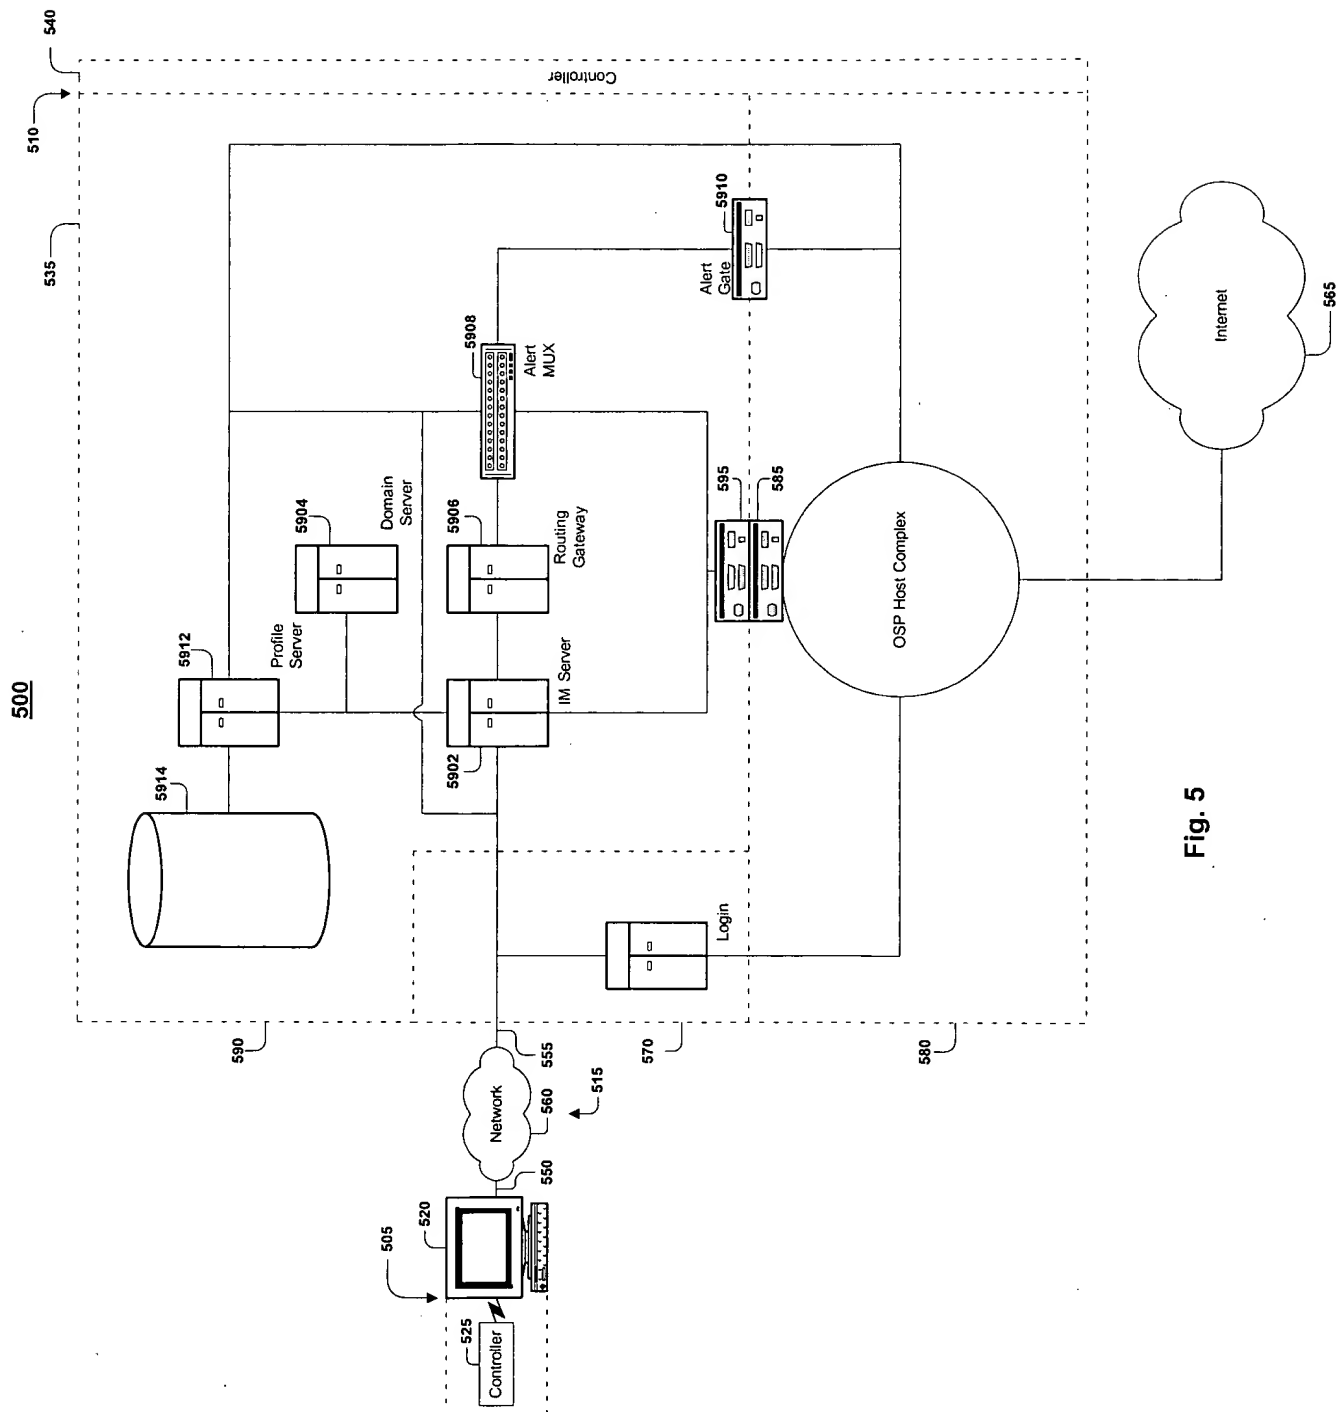 500
505
525
Controller
520
550
Network
560
515
555
590
570
580
535
510
540
Controller
5914
5912
Profile
Server
5904
Domain
Server
5902
IM Server
5906
Routing
Gateway
5908
Alert
MUX
5910
Alert
Gate
595
585
Login
OSP Host Complex
Internet
565
Fig. 5